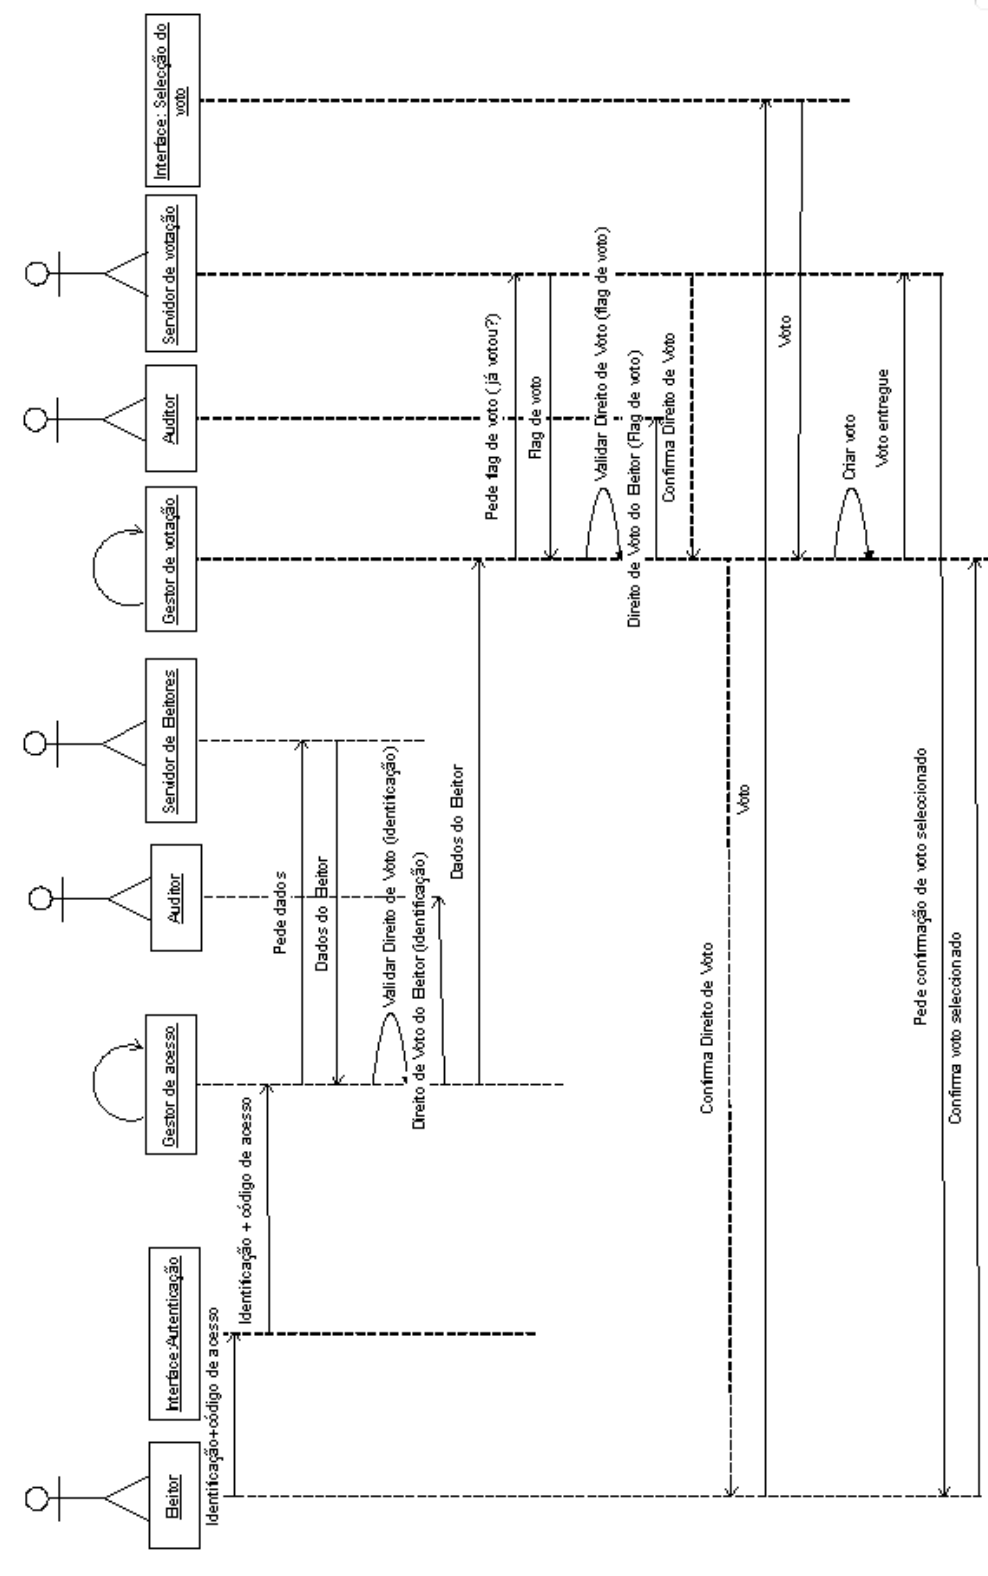 Eleitor
Interface:Autenticação
Gestor de acesso
Auditor
Servidor de Eleitores
Gestor de votação
Auditor
Servidor de votação
Interface: Selecção do
voto
Identificação+código de acesso
Identificação + código de acesso
Pede dados
Dados do Eleitor
Validar Direito de Voto (identificação)
Direito de Voto do Eleitor (identificação)
Dados do Eleitor
Pede flag de voto ( já votou?)
Flag de voto
Validar Direito de Voto (flag de voto)
Direito de Voto do Eleitor (Flag de voto)
Confirma Direito de Voto
Confirma Direito de Voto
Voto
Voto
Criar voto
Voto entregue
Pede confirmação de voto seleccionado
Confirma voto seleccionado